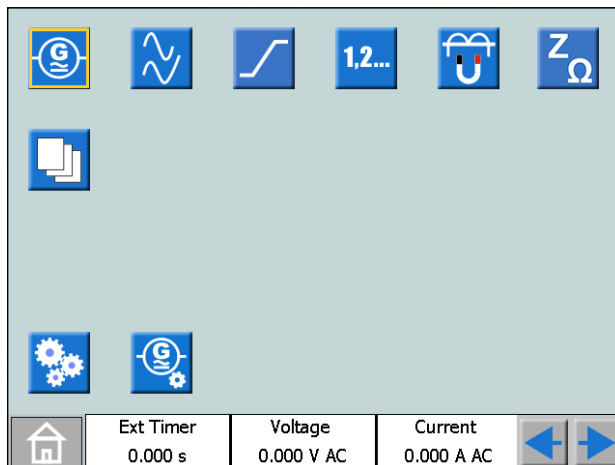 G
1,2...
Z
Ω
G
Ext Timer
Voltage
Current
0.000 s
0.000 V AC
0.000 A AC